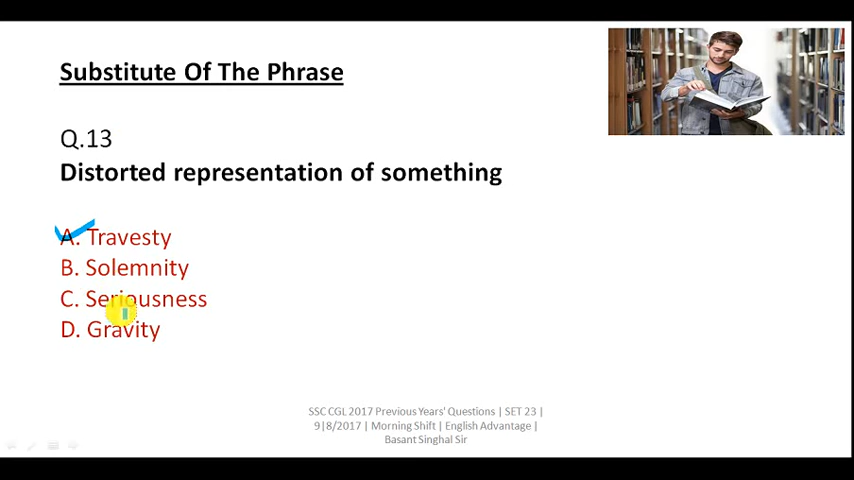 Substitute Of The Phrase
Q.13
Distorted representation of something
A. Travesty
B. Solemnity
C. Seriousness
D. Gravity
SSC CGL 2017 Previous Years' Questions | SET 23 |
9|8/2017 | Morning Shift | English Advantage |
Basant Singhal Sir